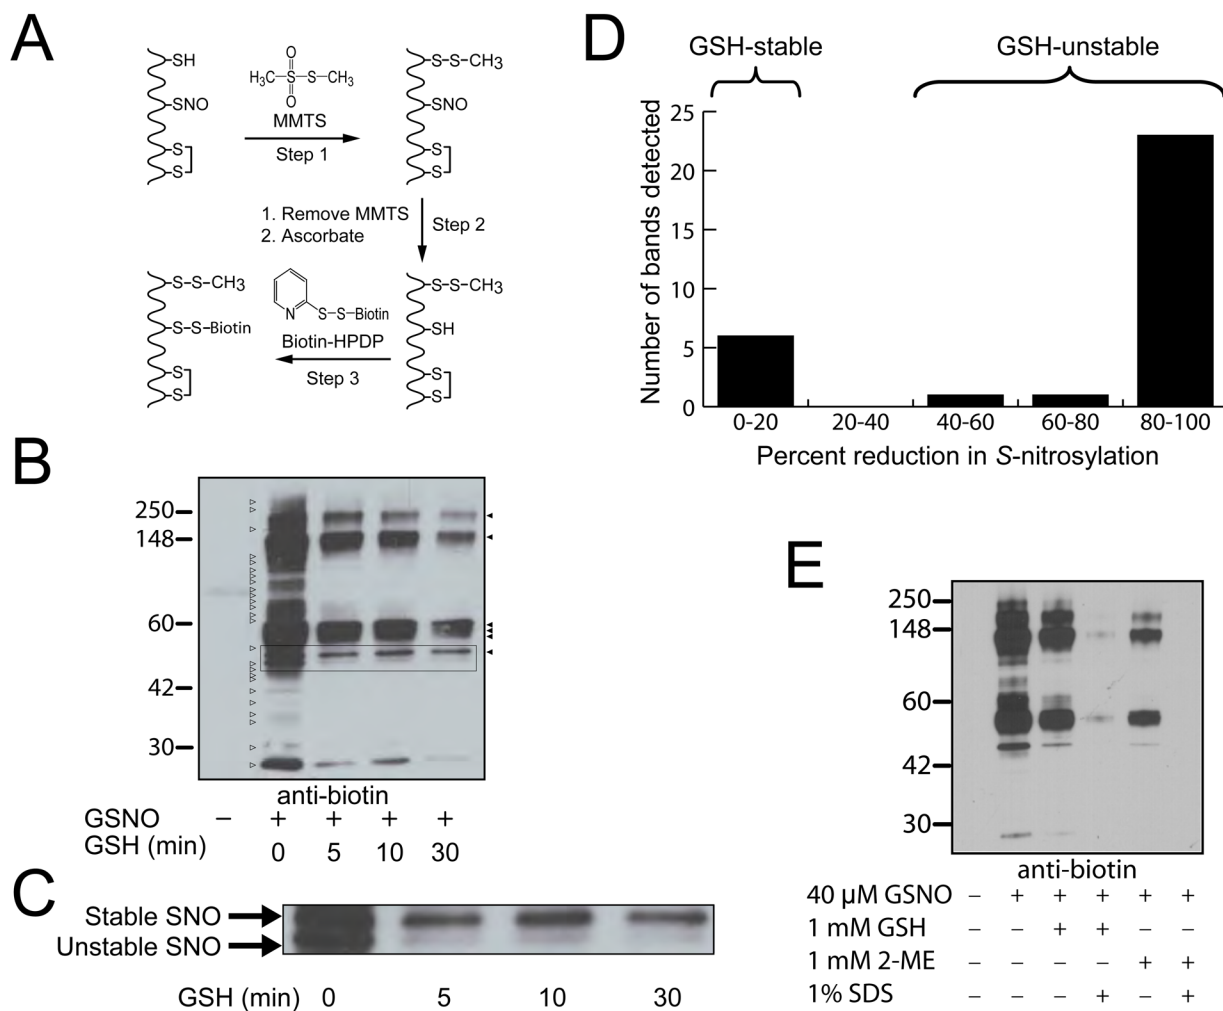 A
SH
SNO
S
S
O
H3C-S-S-CH3
O
MMTS
Step 1
S-S-CH3
SNO
S
S
1. Remove MMTS
2. Ascorbate
Step 2
S-S-CH3
SH
S
S
N
S-S-Biotin
Biotin-HPDP
Step 3
S-S-CH3
S-S-Biotin
S
S
B
250
148
60
42
30
anti-biotin
GSNO – + + + +
GSH (min) 0 5 10 30
C
Stable SNO
Unstable SNO
GSH (min) 0 5 10 30
D
GSH-stable
GSH-unstable
Number of bands detected
25
20
15
10
5
0
0-20 20-40 40-60 60-80 80-100
Percent reduction in S-nitrosylation
E
250
148
60
42
30
anti-biotin
40 µM GSNO – + + + + +
1 mM GSH – – + + – –
1 mM 2-ME – – – – + +
1% SDS – – – + – +